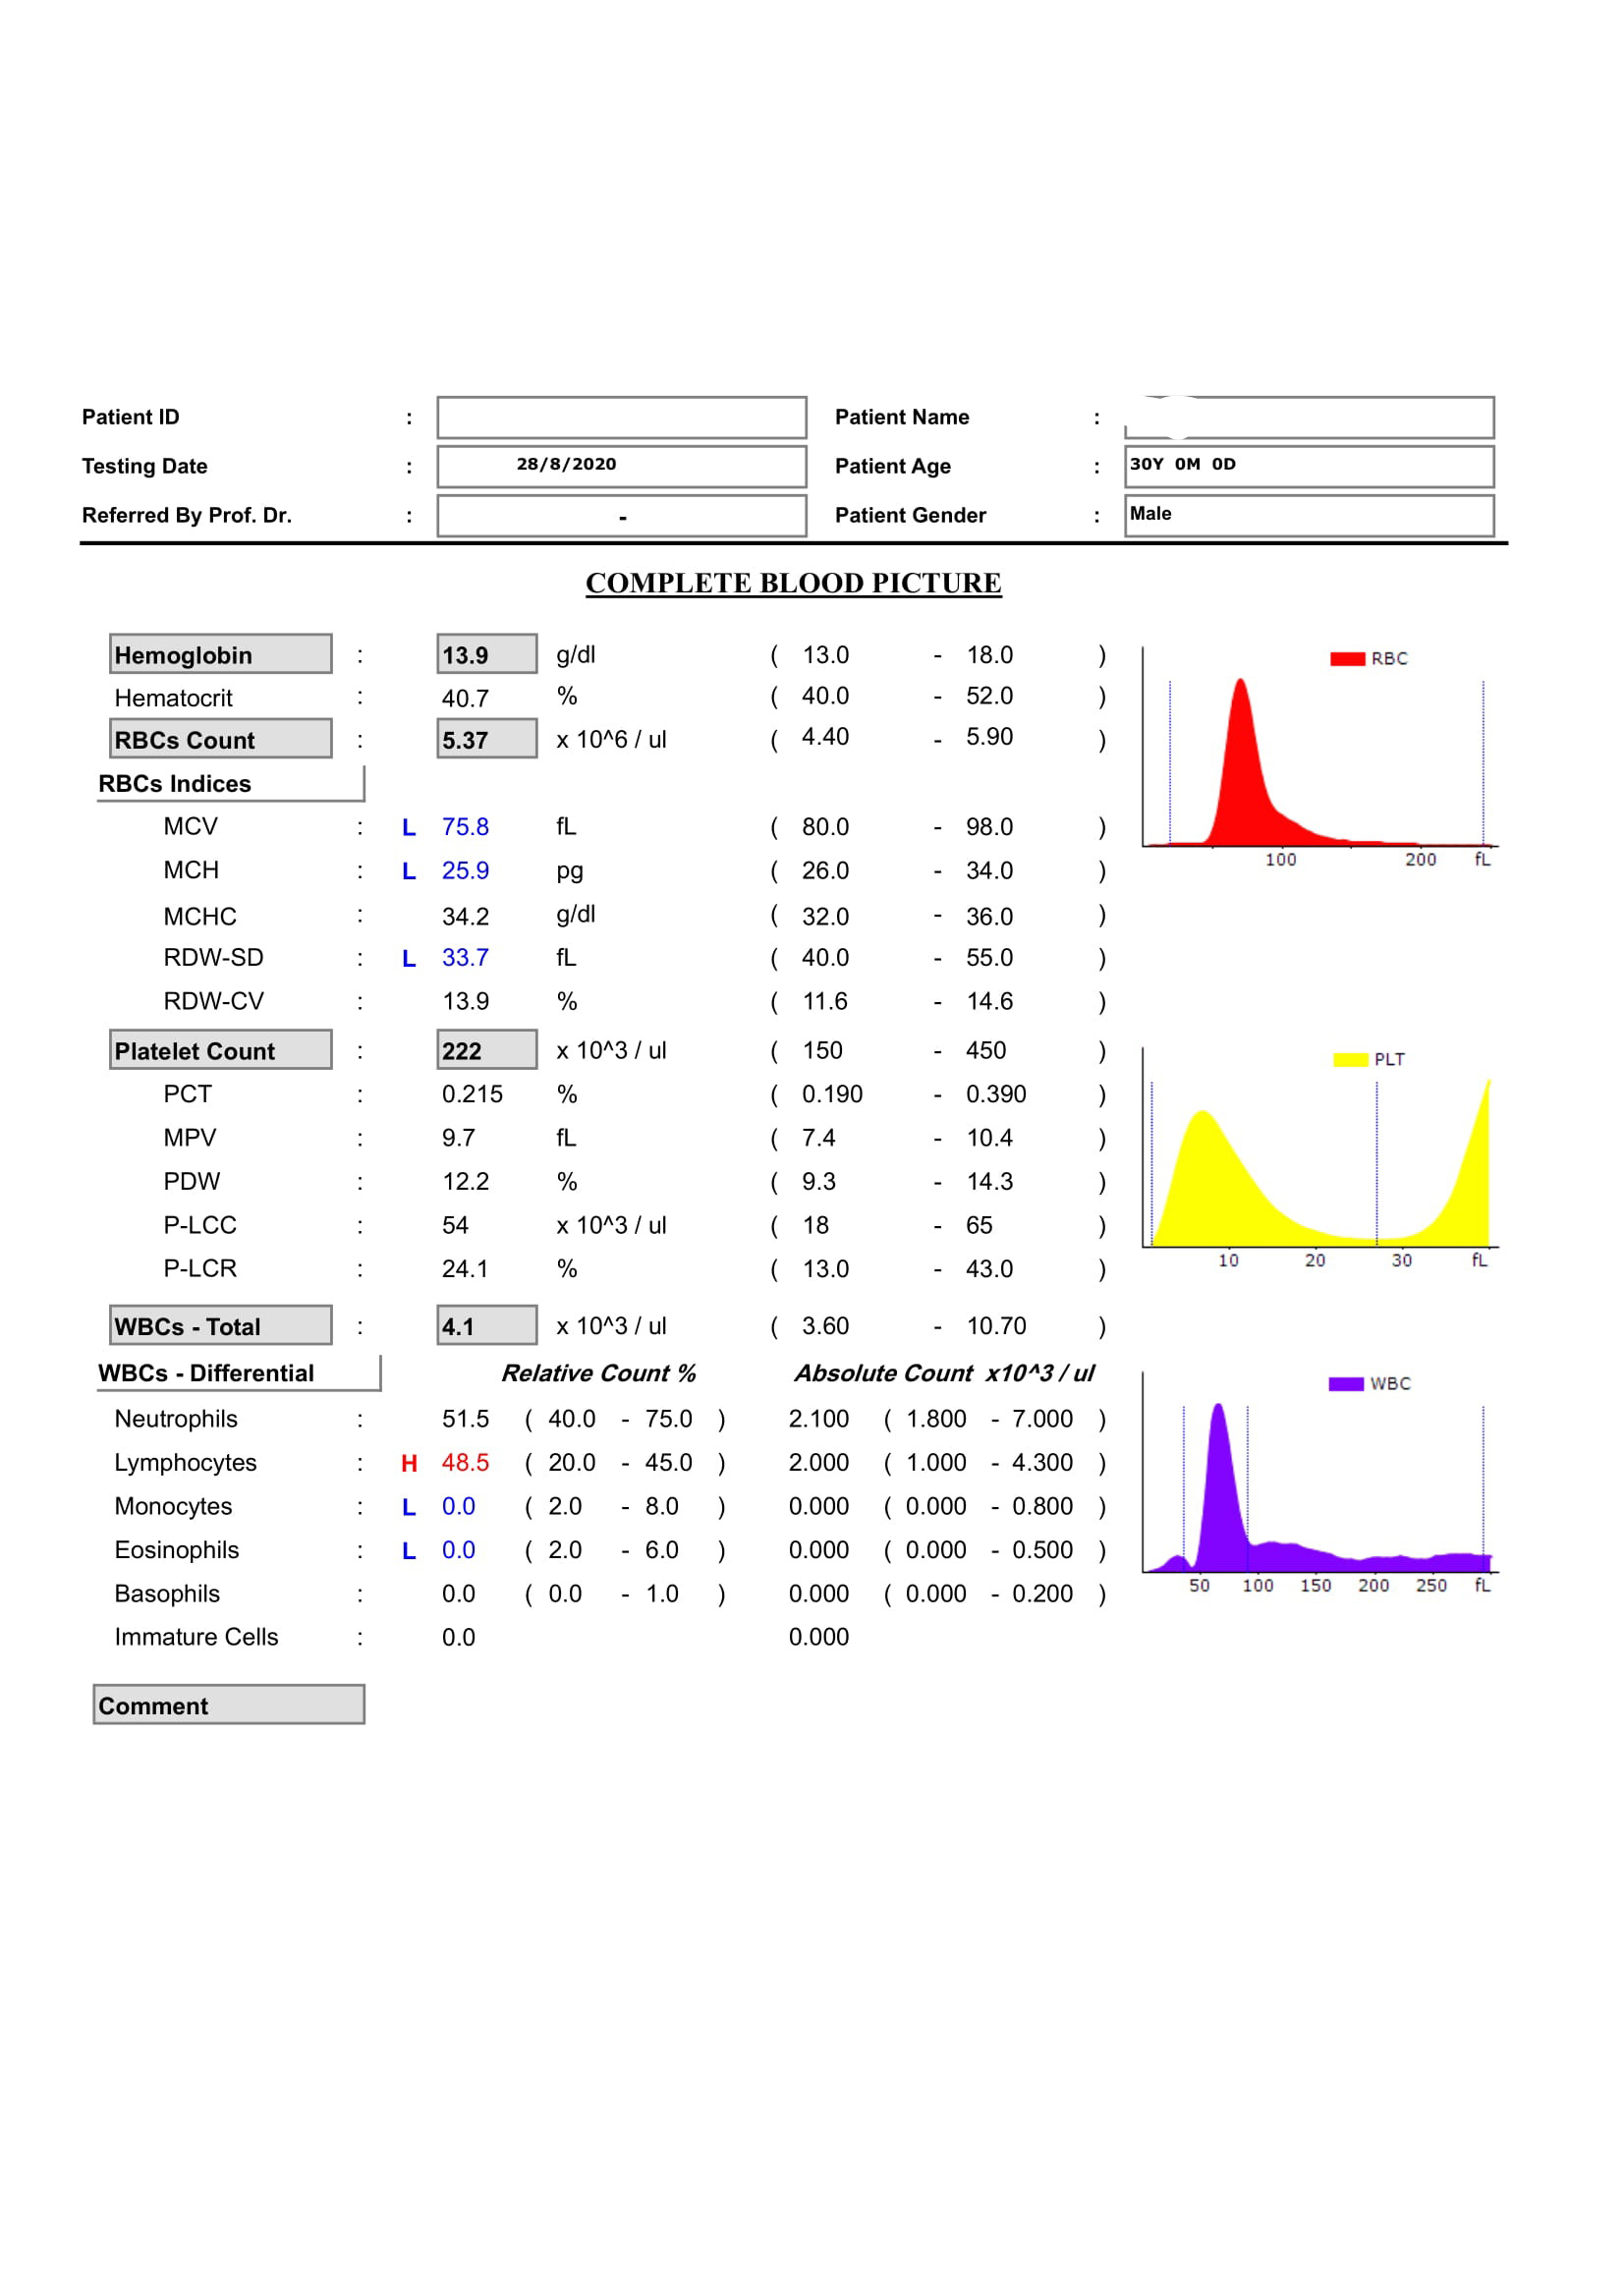 Patient ID : Patient Name :
Testing Date : 28/8/2020 Patient Age : 30Y 0M 0D
Referred By Prof. Dr. : - Patient Gender : Male
COMPLETE BLOOD PICTURE
Hemoglobin : 13.9 g/dl ( 13.0 - 18.0 )
Hematocrit : 40.7 % ( 40.0 - 52.0 )
RBCs Count : 5.37 x 10^6 / ul ( 4.40 - 5.90 )
RBCs Indices
MCV : L 75.8 fL ( 80.0 - 98.0 )
MCH : L 25.9 pg ( 26.0 - 34.0 )
MCHC : 34.2 g/dl ( 32.0 - 36.0 )
RDW-SD : L 33.7 fL ( 40.0 - 55.0 )
RDW-CV : 13.9 % ( 11.6 - 14.6 )
RBC
100 200 fL
Platelet Count : 222 x 10^3 / ul ( 150 - 450 )
PCT : 0.215 % ( 0.190 - 0.390 )
MPV : 9.7 fL ( 7.4 - 10.4 )
PDW : 12.2 % ( 9.3 - 14.3 )
P-LCC : 54 x 10^3 / ul ( 18 - 65 )
P-LCR : 24.1 % ( 13.0 - 43.0 )
PLT
10 20 30 fL
WBCs - Total : 4.1 x 10^3 / ul ( 3.60 - 10.70 )
WBCs - Differential Relative Count % Absolute Count x10^3 / ul
Neutrophils : 51.5 ( 40.0 - 75.0 ) 2.100 ( 1.800 - 7.000 )
Lymphocytes : H 48.5 ( 20.0 - 45.0 ) 2.000 ( 1.000 - 4.300 )
Monocytes : L 0.0 ( 2.0 - 8.0 ) 0.000 ( 0.000 - 0.800 )
Eosinophils : L 0.0 ( 2.0 - 6.0 ) 0.000 ( 0.000 - 0.500 )
Basophils : 0.0 ( 0.0 - 1.0 ) 0.000 ( 0.000 - 0.200 )
Immature Cells : 0.0 0.000
WBC
50 100 150 200 250 fL
Comment